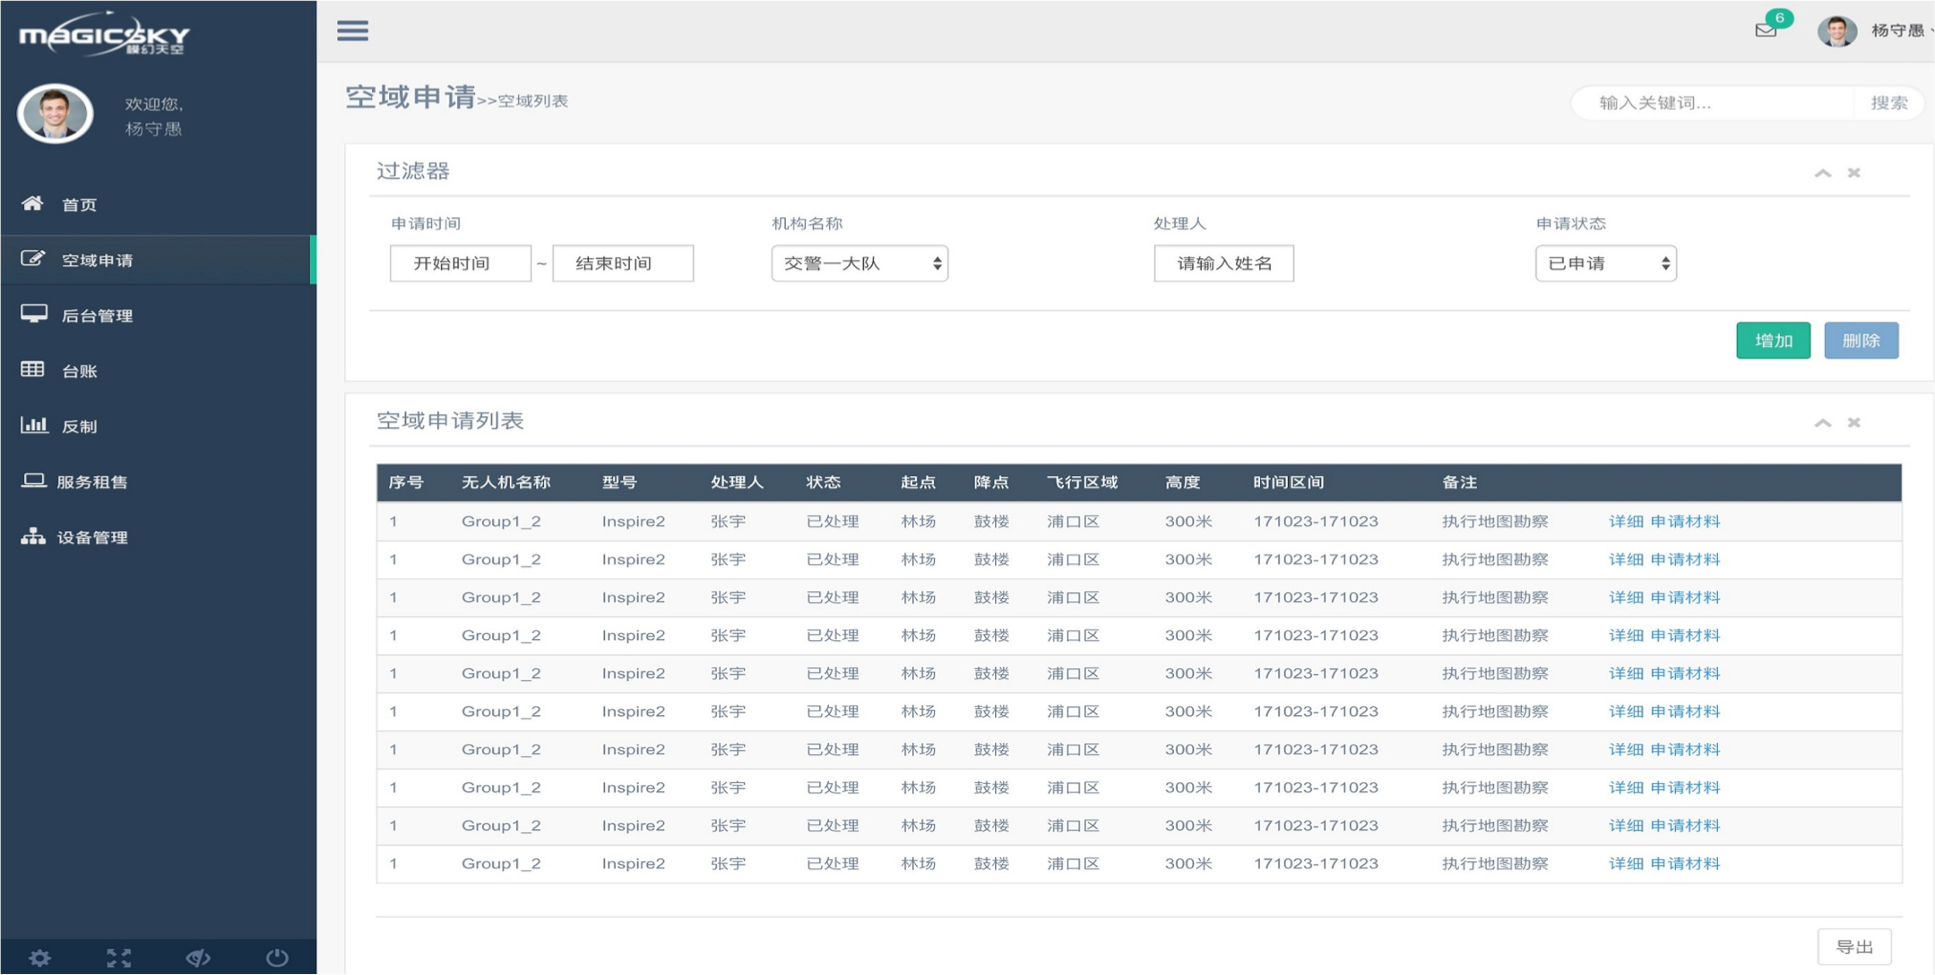 MAGICSKY
模幻天空
6
杨守愚
欢迎您,
杨守愚
首页
空域申请
后台管理
台账
反制
服务租售
设备管理
空域申请>>空域列表
输入关键词... 搜索
过滤器
申请时间 机构名称 处理人 申请状态
开始时间 ~ 结束时间 交警一大队 请输入姓名 已申请
增加 删除
空域申请列表
序号 无人机名称 型号 处理人 状态 起点 降点 飞行区域 高度 时间区间 备注
1 Group1_2 Inspire2 张宇 已处理 林场 鼓楼 浦口区 300米 171023-171023 执行地图勘察 详细 申请材料
1 Group1_2 Inspire2 张宇 已处理 林场 鼓楼 浦口区 300米 171023-171023 执行地图勘察 详细 申请材料
1 Group1_2 Inspire2 张宇 已处理 林场 鼓楼 浦口区 300米 171023-171023 执行地图勘察 详细 申请材料
1 Group1_2 Inspire2 张宇 已处理 林场 鼓楼 浦口区 300米 171023-171023 执行地图勘察 详细 申请材料
1 Group1_2 Inspire2 张宇 已处理 林场 鼓楼 浦口区 300米 171023-171023 执行地图勘察 详细 申请材料
1 Group1_2 Inspire2 张宇 已处理 林场 鼓楼 浦口区 300米 171023-171023 执行地图勘察 详细 申请材料
1 Group1_2 Inspire2 张宇 已处理 林场 鼓楼 浦口区 300米 171023-171023 执行地图勘察 详细 申请材料
1 Group1_2 Inspire2 张宇 已处理 林场 鼓楼 浦口区 300米 171023-171023 执行地图勘察 详细 申请材料
1 Group1_2 Inspire2 张宇 已处理 林场 鼓楼 浦口区 300米 171023-171023 执行地图勘察 详细 申请材料
1 Group1_2 Inspire2 张宇 已处理 林场 鼓楼 浦口区 300米 171023-171023 执行地图勘察 详细 申请材料
导出